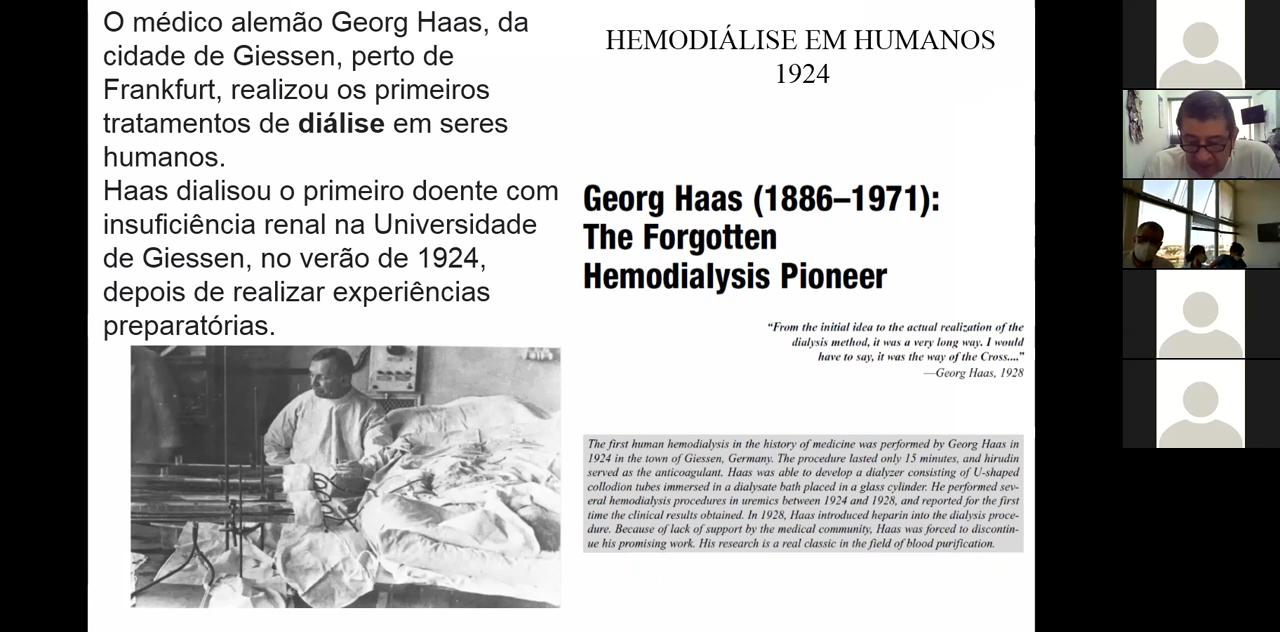 O médico alemão Georg Haas, da
cidade de Giessen, perto de
Frankfurt, realizou os primeiros
tratamentos de diálise em seres
humanos.
Haas dialisou o primeiro doente com
insuficiência renal na Universidade
de Giessen, no verão de 1924,
depois de realizar experiências
preparatórias.
HEMODIÁLISE EM HUMANOS
1924
Georg Haas (1886–1971):
The Forgotten
Hemodialysis Pioneer
“From the initial idea to the actual realization of the
dialysis method, it was a very long way. I would
have to say, it was the way of the Cross....”
—Georg Haas, 1928
The first human hemodialysis in the history of medicine was performed by Georg Haas in
1924 in the town of Giessen, Germany. The procedure lasted only 15 minutes, and hirudin
served as the anticoagulant. Haas was able to develop a dialyzer consisting of U-shaped
collodion tubes immersed in a dialysate bath placed in a glass cylinder. He performed sev-
eral hemodialysis procedures in uremics between 1924 and 1928, and reported for the first
time the clinical results obtained. In 1928, Haas introduced heparin into the dialysis proce-
dure. Because of lack of support by the medical community, Haas was forced to discontin-
ue his promising work. His research is a real classic in the field of blood purification.